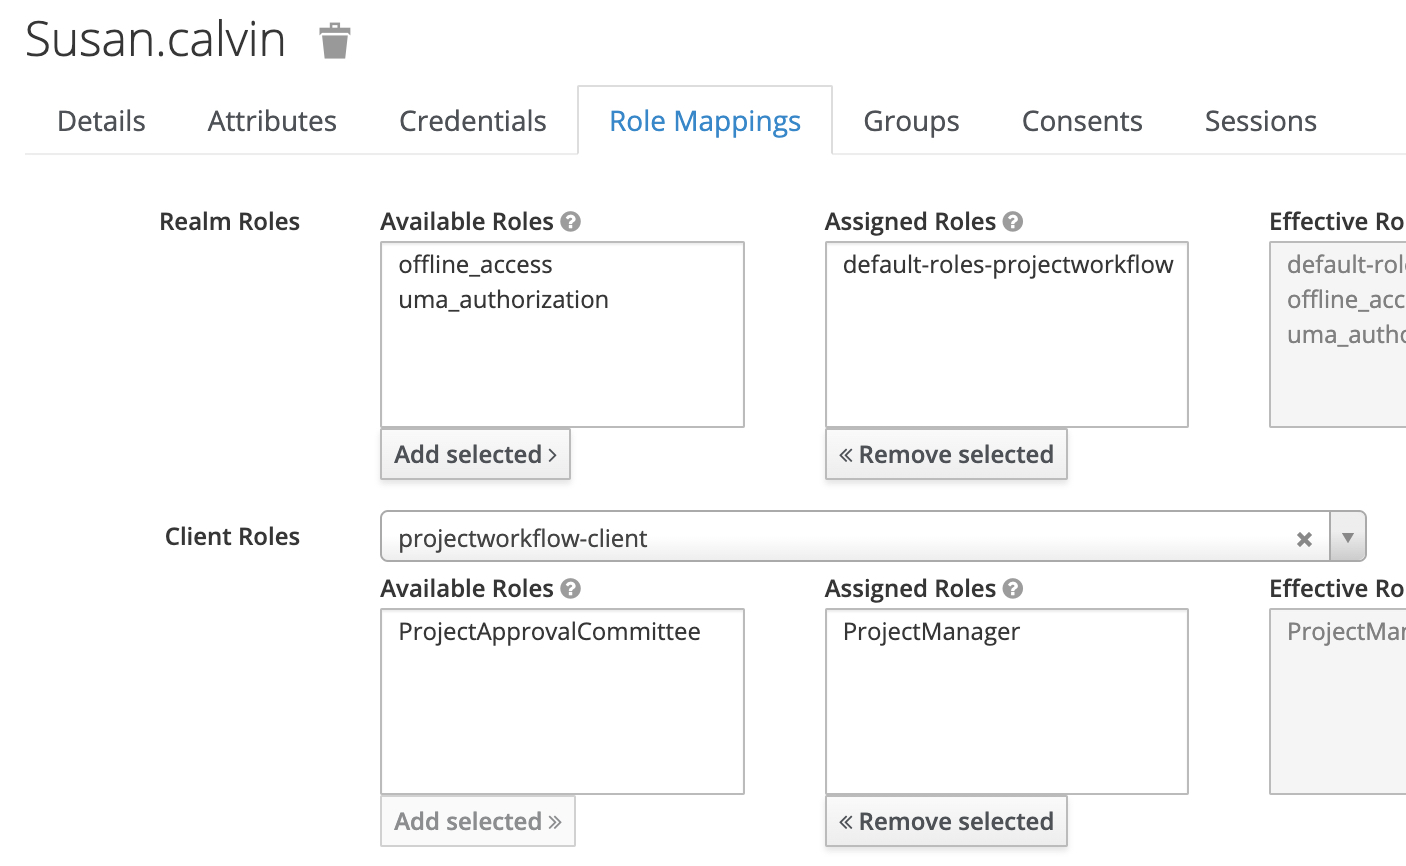 Susan.calvin
Details Attributes Credentials Role Mappings Groups Consents Sessions
Realm Roles Available Roles Assigned Roles Effective Ro
offline_access default-roles-projectworkflow default-rol
uma_authorization offline_acc
uma_autho
Add selected > « Remove selected
Client Roles projectworkflow-client
Available Roles Assigned Roles Effective Ro
ProjectApprovalCommittee ProjectManager ProjectMan
Add selected » « Remove selected